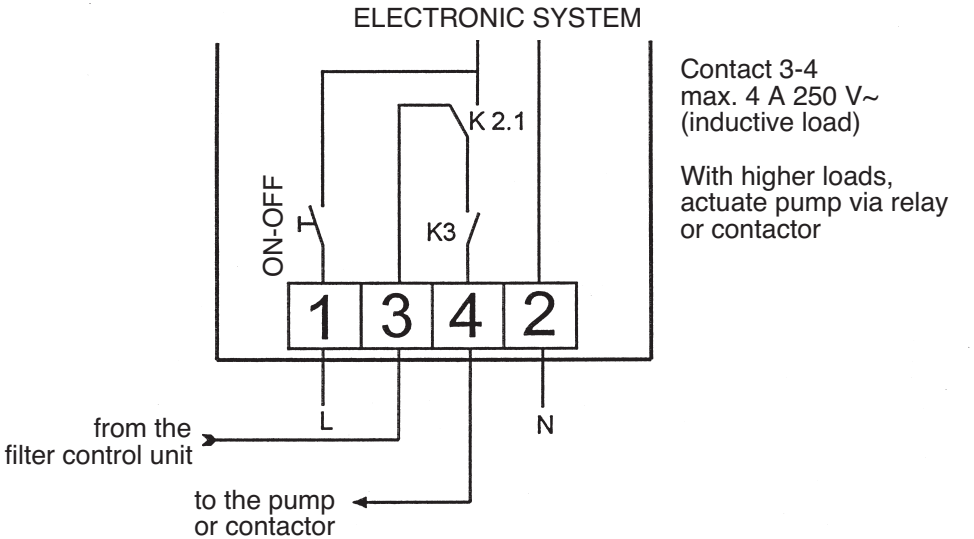 ELECTRONIC SYSTEM
Contact 3-4
max. 4 A 250 V~
(inductive load)
With higher loads,
actuate pump via relay
or contactor
K 2.1
ON-OFF
K3
1 3 4 2
L
N
from the
filter control unit
to the pump
or contactor